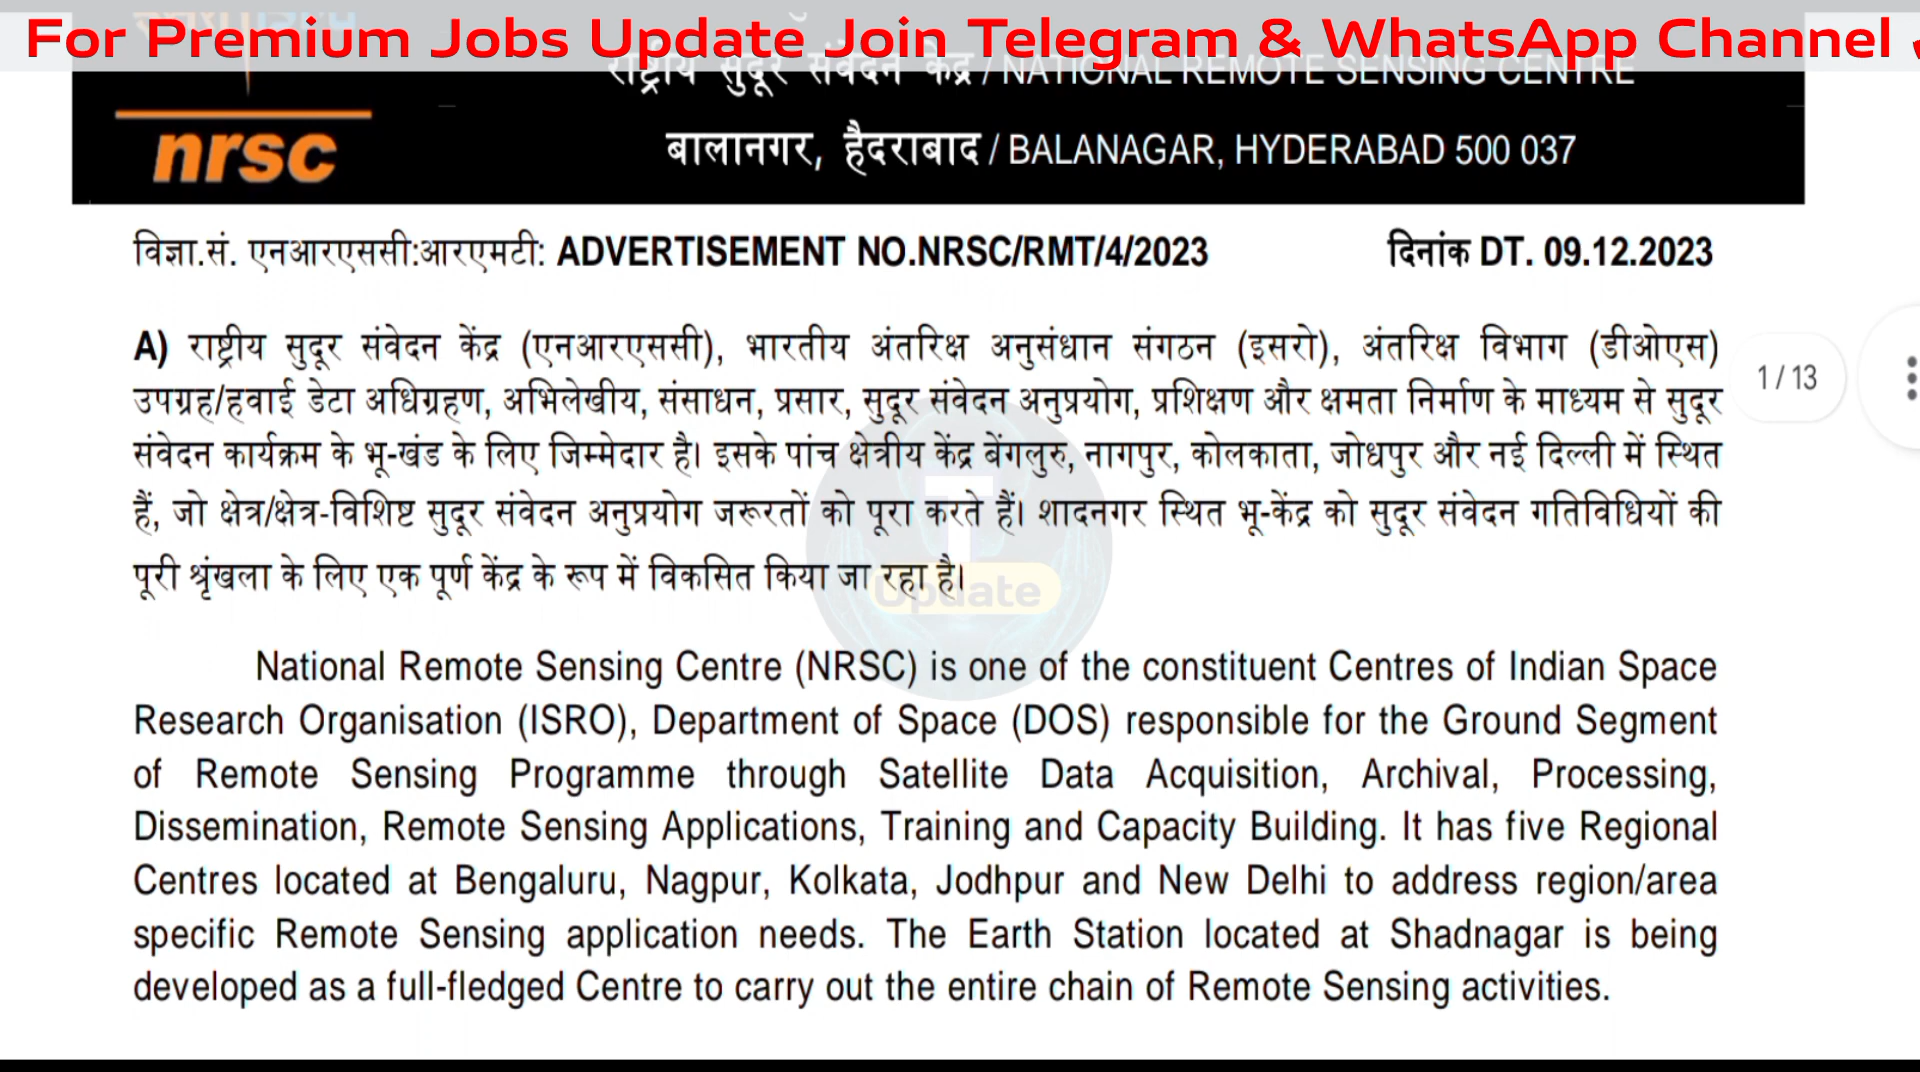 For Premium Jobs Update Join Telegram & WhatsApp Channel
राष्ट्रीय सुदूर संवेदन केंद्र / NATIONAL REMOTE SENSING CENTRE
nrsc
बालानगर, हैदराबाद / BALANAGAR, HYDERABAD 500 037
विज्ञा.सं. एनआरएससी:आरएमटी: ADVERTISEMENT NO.NRSC/RMT/4/2023 दिनांक DT. 09.12.2023
A) राष्ट्रीय सुदूर संवेदन केंद्र (एनआरएससी), भारतीय अंतरिक्ष अनुसंधान संगठन (इसरो), अंतरिक्ष विभाग (डीओएस)
उपग्रह/हवाई डेटा अधिग्रहण, अभिलेखीय, संसाधन, प्रसार, सुदूर संवेदन अनुप्रयोग, प्रशिक्षण और क्षमता निर्माण के माध्यम से सुदूर
1 / 13
संवेदन कार्यक्रम के भू-खंड के लिए जिम्मेदार है। इसके पांच क्षेत्रीय केंद्र बेंगलुरु, नागपुर, कोलकाता, जोधपुर और नई दिल्ली में स्थित
हैं, जो क्षेत्र/क्षेत्र-विशिष्ट सुदूर संवेदन अनुप्रयोग जरूरतों को पूरा करते हैं। शादनगर स्थित भू-केंद्र को सुदूर संवेदन गतिविधियों की
पूरी श्रृंखला के लिए एक पूर्ण केंद्र के रूप में विकसित किया जा रहा है।
Update
National Remote Sensing Centre (NRSC) is one of the constituent Centres of Indian Space
Research Organisation (ISRO), Department of Space (DOS) responsible for the Ground Segment
of Remote Sensing Programme through Satellite Data Acquisition, Archival, Processing,
Dissemination, Remote Sensing Applications, Training and Capacity Building. It has five Regional
Centres located at Bengaluru, Nagpur, Kolkata, Jodhpur and New Delhi to address region/area
specific Remote Sensing application needs. The Earth Station located at Shadnagar is being
developed as a full-fledged Centre to carry out the entire chain of Remote Sensing activities.